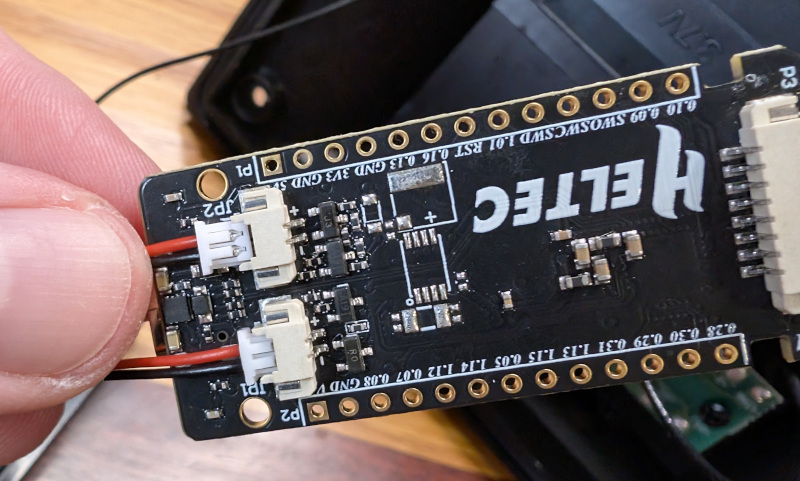 P3
0.28 0.30 0.29 0.31 1.13 1.15 0.05 1.14 1.12 0.07 0.08 GND
P2
JP1
HELTEC
+
+
JP2
0.10 0.09 SWO SWC SWD 1.01 RST 0.16 0.13 GND 3V3 GND 5V
P1